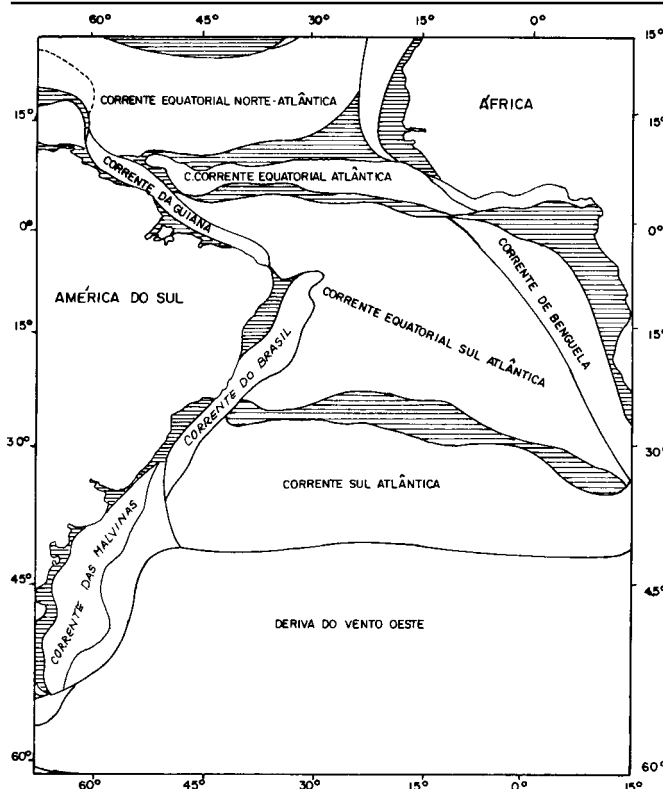 60° 45° 30° 15° 0° 15°
CORRENTE EQUATORIAL NORTE-ATLÂNTICA
ÁFRICA
15° 15°
C.CORRENTE EQUATORIAL ATLÂNTICA
CORRENTE DA GUIANA
0° 0°
AMÉRICA DO SUL
CORRENTE EQUATORIAL SUL ATLÂNTICA
CORRENTE DE BENGUELA
15° 15°
CORRENTE DO BRASIL
30° 30°
CORRENTE SUL ATLÂNTICA
CORRENTE DAS MALVINAS
45° 45°
DERIVA DO VENTO OESTE
60° 60°
60° 45° 30° 15° 0° 15°